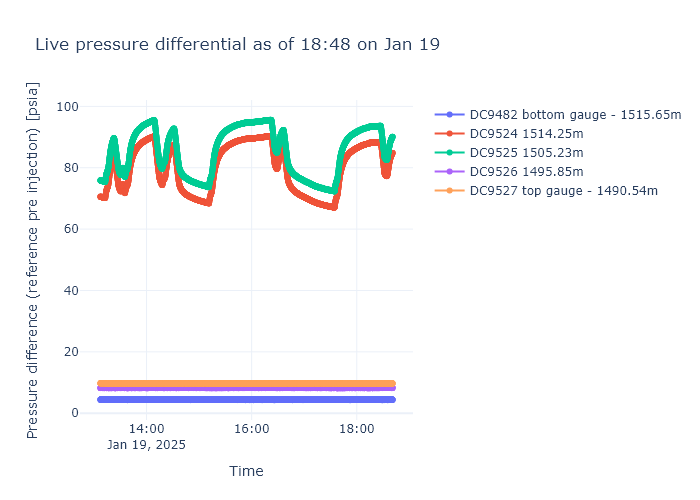 Live pressure differential as of 18:48 on Jan 19
Pressure difference (reference pre injection) [psia]
100
80
60
40
20
0
14:00
Jan 19, 2025
16:00
18:00
Time
DC9482 bottom gauge - 1515.65m
DC9524 1514.25m
DC9525 1505.23m
DC9526 1495.85m
DC9527 top gauge - 1490.54m